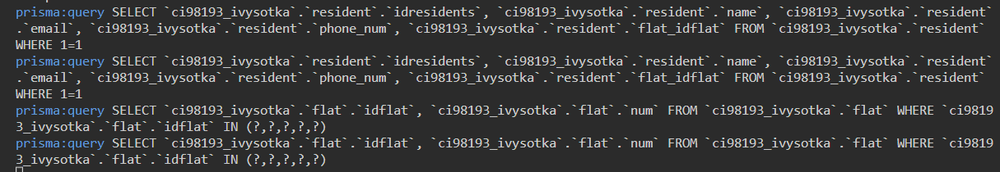 prisma:query SELECT `ci98193_ivysotka`.`resident`.`idresidents`, `ci98193_ivysotka`.`resident`.`name`, `ci98193_ivysotka`.`resident`
.`email`, `ci98193_ivysotka`.`resident`.`phone_num`, `ci98193_ivysotka`.`resident`.`flat_idflat` FROM `ci98193_ivysotka`.`resident`
WHERE 1=1
prisma:query SELECT `ci98193_ivysotka`.`resident`.`idresidents`, `ci98193_ivysotka`.`resident`.`name`, `ci98193_ivysotka`.`resident`
.`email`, `ci98193_ivysotka`.`resident`.`phone_num`, `ci98193_ivysotka`.`resident`.`flat_idflat` FROM `ci98193_ivysotka`.`resident`
WHERE 1=1
prisma:query SELECT `ci98193_ivysotka`.`flat`.`idflat`, `ci98193_ivysotka`.`flat`.`num` FROM `ci98193_ivysotka`.`flat` WHERE `ci9819
3_ivysotka`.`flat`.`idflat` IN (?,?,?,?,?)
prisma:query SELECT `ci98193_ivysotka`.`flat`.`idflat`, `ci98193_ivysotka`.`flat`.`num` FROM `ci98193_ivysotka`.`flat` WHERE `ci9819
3_ivysotka`.`flat`.`idflat` IN (?,?,?,?,?)